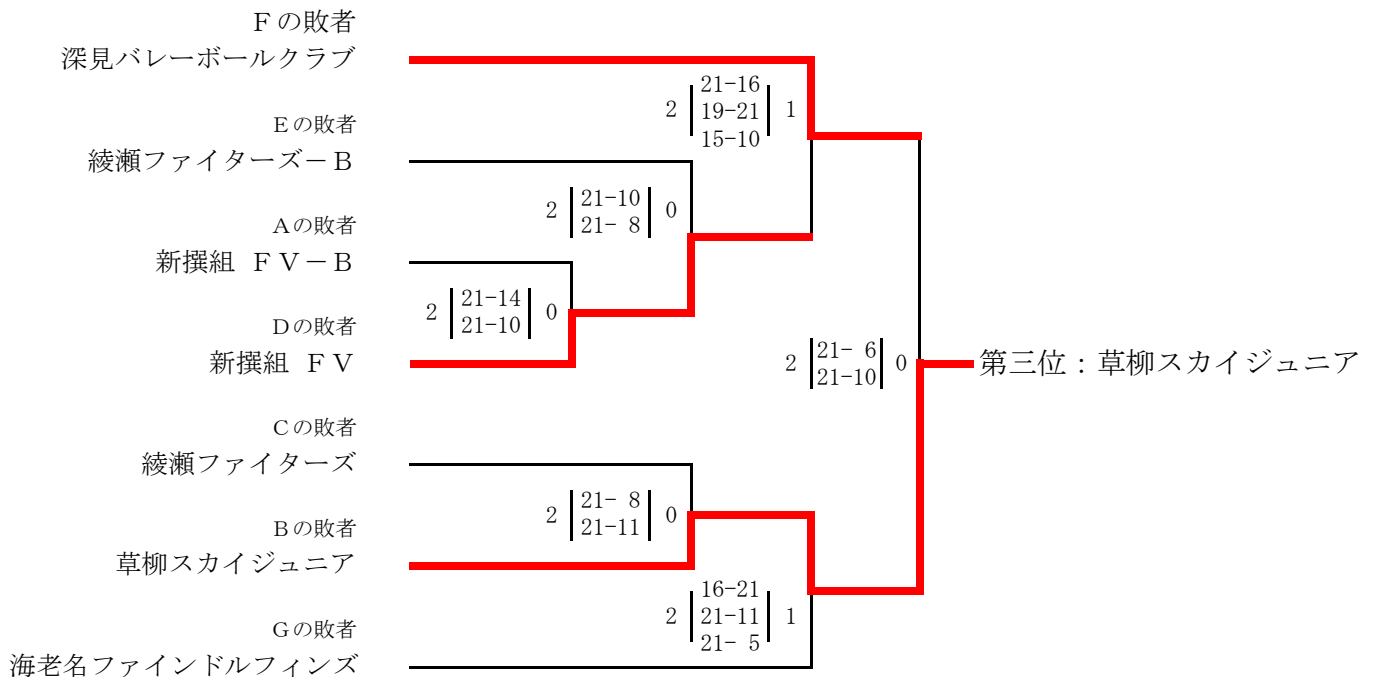 Ｆの敗者
深見バレーボールクラブ
21-16
2 19-21 1
15-10
Ｅの敗者
綾瀬ファイターズ－Ｂ
21-10
2 0
21- 8
Ａの敗者
新撰組 ＦＶ－Ｂ
21-14
2 0
21-10
Ｄの敗者
新撰組 ＦＶ
21- 6
2 0
21-10
第三位：草柳スカイジュニア
Ｃの敗者
綾瀬ファイターズ
21- 8
2 0
21-11
Ｂの敗者
草柳スカイジュニア
16-21
2 21-11 1
21- 5
Ｇの敗者
海老名ファインドルフィンズ